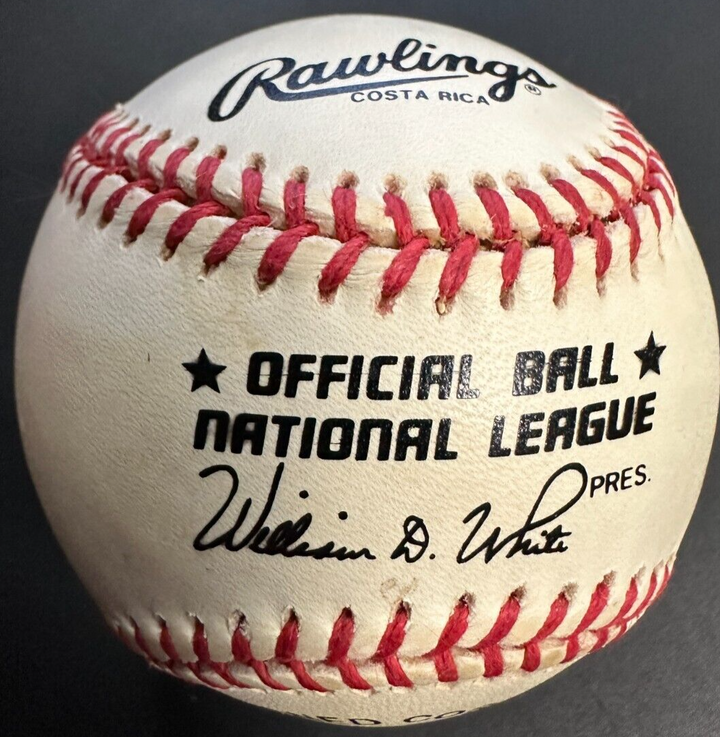 Rawlings®
COSTA RICA
★ OFFICIAL BALL ★
NATIONAL LEAGUE
William D. White PRES.